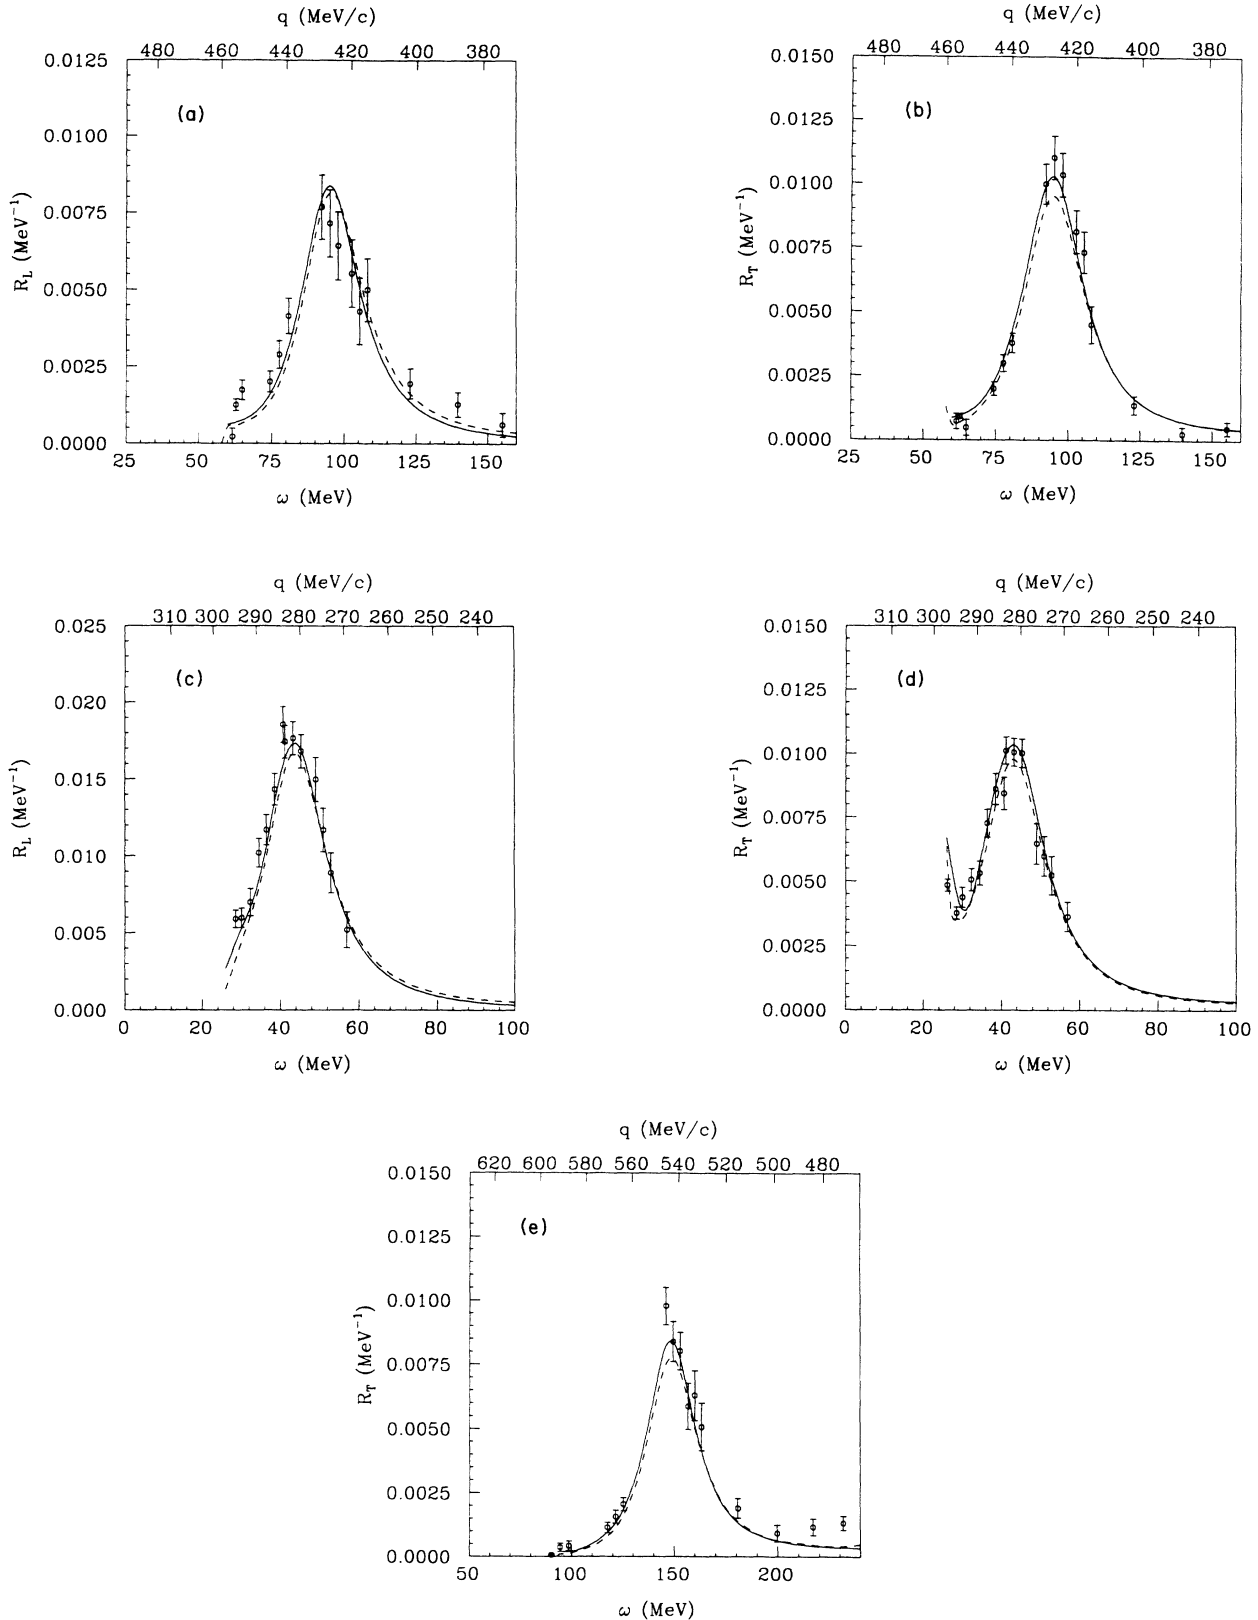 q (MeV/c)
480 460 440 420 400 380
0.0125
0.0100
0.0075
0.0050
0.0025
0.0000
R_L (MeV⁻¹)
(a)
25 50 75 100 125 150
ω (MeV)
q (MeV/c)
480 460 440 420 400 380
0.0150
0.0125
0.0100
0.0075
0.0050
0.0025
0.0000
R_T (MeV⁻¹)
(b)
25 50 75 100 125 150
ω (MeV)
q (MeV/c)
310 300 290 280 270 260 250 240
0.025
0.020
0.015
0.010
0.005
0.000
R_L (MeV⁻¹)
(c)
0 20 40 60 80 100
ω (MeV)
q (MeV/c)
310 300 290 280 270 260 250 240
0.0150
0.0125
0.0100
0.0075
0.0050
0.0025
0.0000
R_T (MeV⁻¹)
(d)
0 20 40 60 80 100
ω (MeV)
q (MeV/c)
620 600 580 560 540 520 500 480
0.0150
0.0125
0.0100
0.0075
0.0050
0.0025
0.0000
R_T (MeV⁻¹)
(e)
50 100 150 200
ω (MeV)